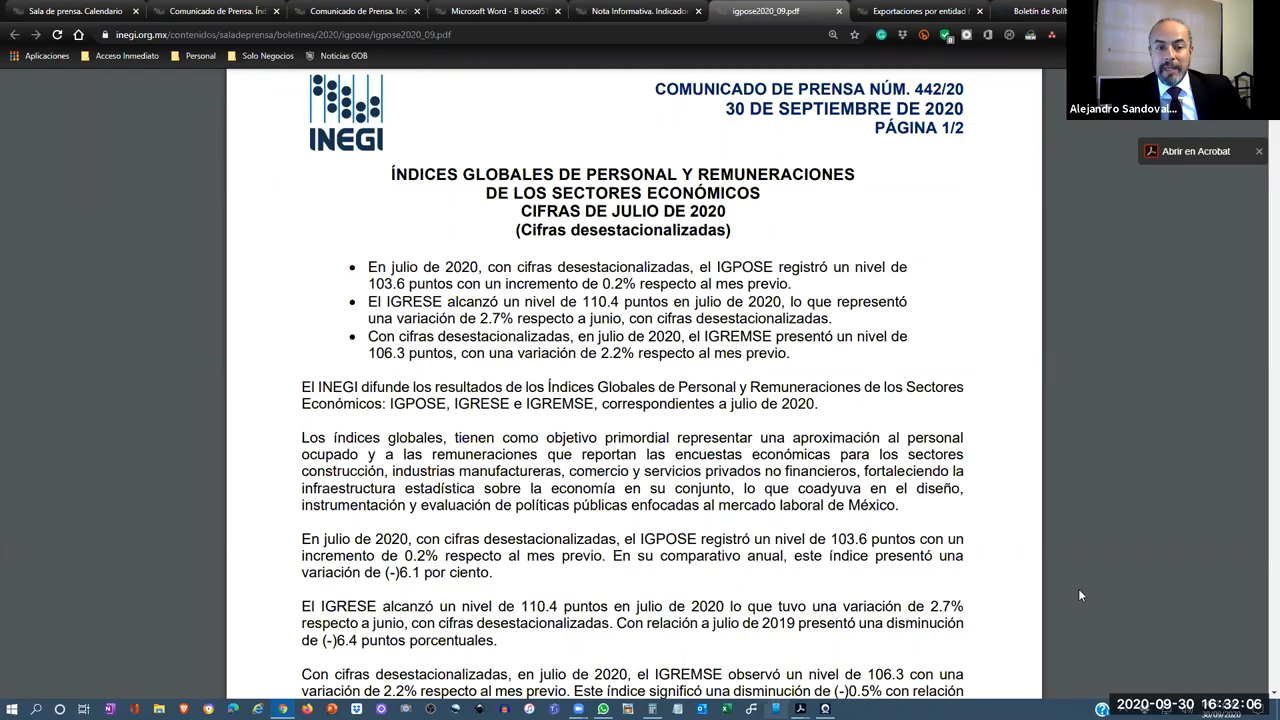 Sala de prensa. Calendario
Comunicado de Prensa. Índ
Comunicado de Prensa. Ind
Microsoft Word - B iooe05
Nota Informativa. Indicador
igpose2020_09.pdf
Exportaciones por entidad f
Boletín de Polí
inegi.org.mx/contenidos/saladeprensa/boletines/2020/igpose/igpose2020_09.pdf
Aplicaciones
Acceso Inmediato
Personal
Solo Negocios
Noticias GOB
Alejandro Sandoval...
Abrir en Acrobat
INEGI
COMUNICADO DE PRENSA NÚM. 442/20
30 DE SEPTIEMBRE DE 2020
PÁGINA 1/2
ÍNDICES GLOBALES DE PERSONAL Y REMUNERACIONES
DE LOS SECTORES ECONÓMICOS
CIFRAS DE JULIO DE 2020
(Cifras desestacionalizadas)
• En julio de 2020, con cifras desestacionalizadas, el IGPOSE registró un nivel de
103.6 puntos con un incremento de 0.2% respecto al mes previo.
• El IGRESE alcanzó un nivel de 110.4 puntos en julio de 2020, lo que representó
una variación de 2.7% respecto a junio, con cifras desestacionalizadas.
• Con cifras desestacionalizadas, en julio de 2020, el IGREMSE presentó un nivel de
106.3 puntos, con una variación de 2.2% respecto al mes previo.
El INEGI difunde los resultados de los Índices Globales de Personal y Remuneraciones de los Sectores
Económicos: IGPOSE, IGRESE e IGREMSE, correspondientes a julio de 2020.
Los índices globales, tienen como objetivo primordial representar una aproximación al personal
ocupado y a las remuneraciones que reportan las encuestas económicas para los sectores
construcción, industrias manufactureras, comercio y servicios privados no financieros, fortaleciendo la
infraestructura estadística sobre la economía en su conjunto, lo que coadyuva en el diseño,
instrumentación y evaluación de políticas públicas enfocadas al mercado laboral de México.
En julio de 2020, con cifras desestacionalizadas, el IGPOSE registró un nivel de 103.6 puntos con un
incremento de 0.2% respecto al mes previo. En su comparativo anual, este índice presentó una
variación de (-)6.1 por ciento.
El IGRESE alcanzó un nivel de 110.4 puntos en julio de 2020 lo que tuvo una variación de 2.7%
respecto a junio, con cifras desestacionalizadas. Con relación a julio de 2019 presentó una disminución
de (-)6.4 puntos porcentuales.
Con cifras desestacionalizadas, en julio de 2020, el IGREMSE observó un nivel de 106.3 con una
variación de 2.2% respecto al mes previo. Este índice significó una disminución de (-)0.5% con relación
2020-09-30 16:32:06
30/09/2020